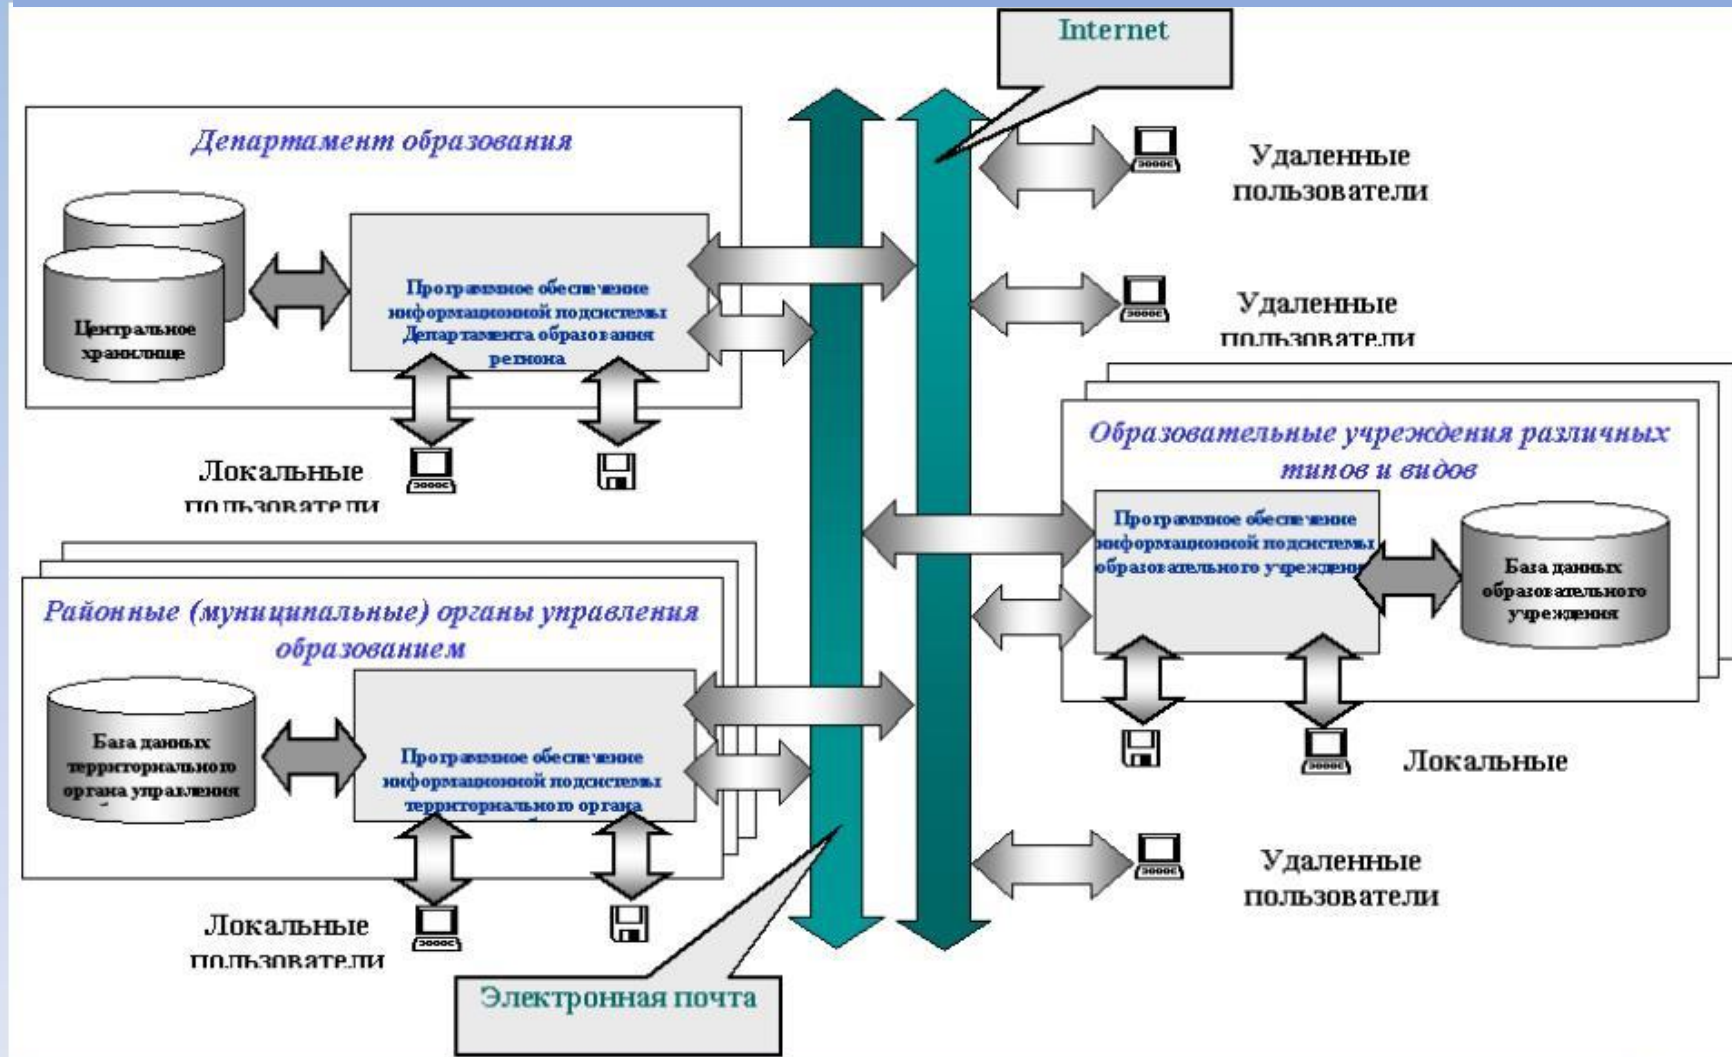 Internet
Департамент образования
Центральное
хранилище
Программное обеспечение
информационной подсистемы
Департамента образования
региона
Локальные
пользователи
Удаленные
пользователи
Удаленные
пользователи
Образовательные учреждения различных
типов и видов
Программное обеспечение
информационной подсистемы
образовательного учреждения
База данных
образовательного
учреждения
Локальные
Районные (муниципальные) органы управления
образованием
База данных
территориального
органа управления
Программное обеспечение
информационной подсистемы
территориального органа
Локальные
пользователи
Удаленные
пользователи
Электронная почта